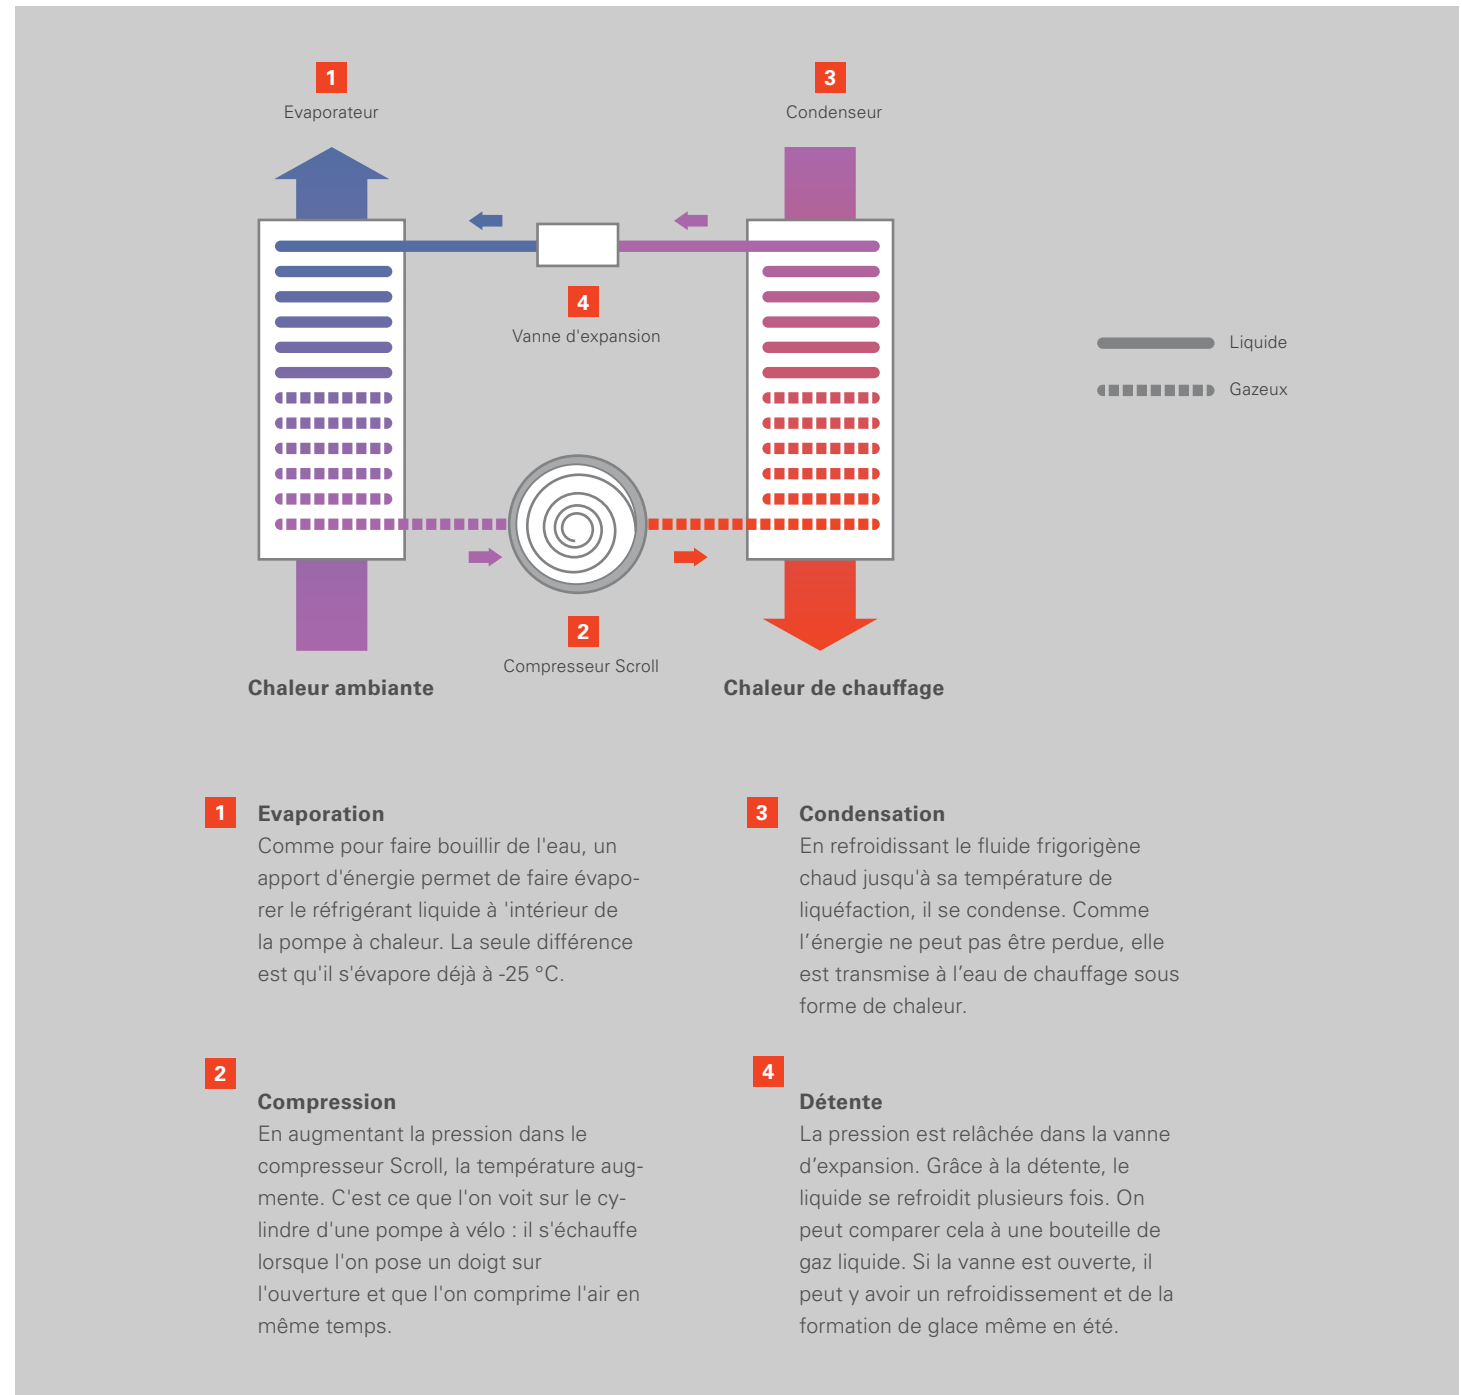 1
Evaporateur
3
Condenseur
4
Vanne d'expansion
Liquide
Gazeux
2
Compresseur Scroll
Chaleur ambiante
Chaleur de chauffage
1
Evaporation
Comme pour faire bouillir de l'eau, un
apport d'énergie permet de faire évapo-
rer le réfrigérant liquide à 'intérieur de
la pompe à chaleur. La seule différence
est qu'il s'évapore déjà à -25 °C.
2
Compression
En augmentant la pression dans le
compresseur Scroll, la température aug-
mente. C'est ce que l'on voit sur le cy-
lindre d'une pompe à vélo : il s'échauffe
lorsque l'on pose un doigt sur
l'ouverture et que l'on comprime l'air en
même temps.
3
Condensation
En refroidissant le fluide frigorigène
chaud jusqu'à sa température de
liquéfaction, il se condense. Comme
l’énergie ne peut pas être perdue, elle
est transmise à l’eau de chauffage sous
forme de chaleur.
4
Détente
La pression est relâchée dans la vanne
d’expansion. Grâce à la détente, le
liquide se refroidit plusieurs fois. On
peut comparer cela à une bouteille de
gaz liquide. Si la vanne est ouverte, il
peut y avoir un refroidissement et de la
formation de glace même en été.